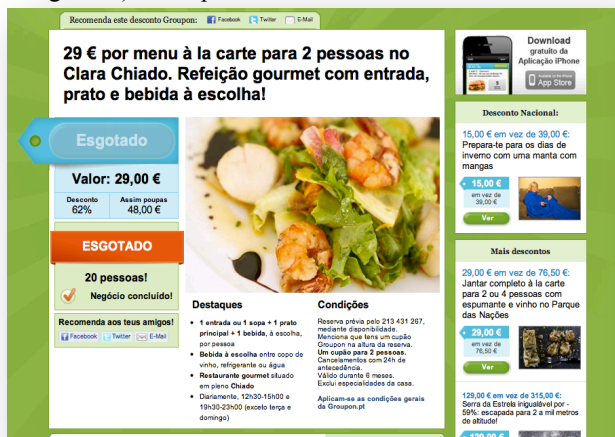 Recomenda este desconto Groupon: Facebook Twitter E-Mail
29 € por menu à la carte para 2 pessoas no
Clara Chiado. Refeição gourmet com entrada,
prato e bebida à escolha!
Esgotado
Valor: 29,00 €
Desconto Assim poupas
62% 48,00 €
ESGOTADO
20 pessoas!
Negócio concluído!
Recomenda aos teus amigos!
Facebook Twitter E-Mail
Destaques
1 entrada ou 1 sopa + 1 prato
principal + 1 bebida, à escolha,
por pessoa
Bebida à escolha entre copo de
vinho, refrigerante ou água
Restaurante gourmet situado
em pleno Chiado
Diariamente, 12h30-15h00 e
19h30-23h00 (exceto terça e
domingo)
Condições
Reserva prévia pelo 213 431 267,
mediante disponibilidade.
Menciona que tens um cupão
Groupon na altura da reserva.
Um cupão para 2 pessoas.
Cancelamentos com 24h de
antecedência.
Válido durante 6 meses.
Exclui especialidades da casa.
Aplicam-se as condições gerais
da Groupon.pt
Download
gratuito da
Aplicação iPhone
App Store
Desconto Nacional:
15,00 € em vez de 39,00 €:
Prepara-te para os dias de
inverno com uma manta com
mangas
15,00 €
em vez de
39,00 €
Ver
Mais descontos
29,00 € em vez de 76,50 €:
Jantar completo à la carte
para 2 ou 4 pessoas com
espumante e vinho no Parque
das Nações
29,00 €
em vez de
76,50 €
Ver
129,00 € em vez de 315,00 €:
Serra da Estrela inigualável por -
59%: escapada para 2 a mil metros
de altitude!